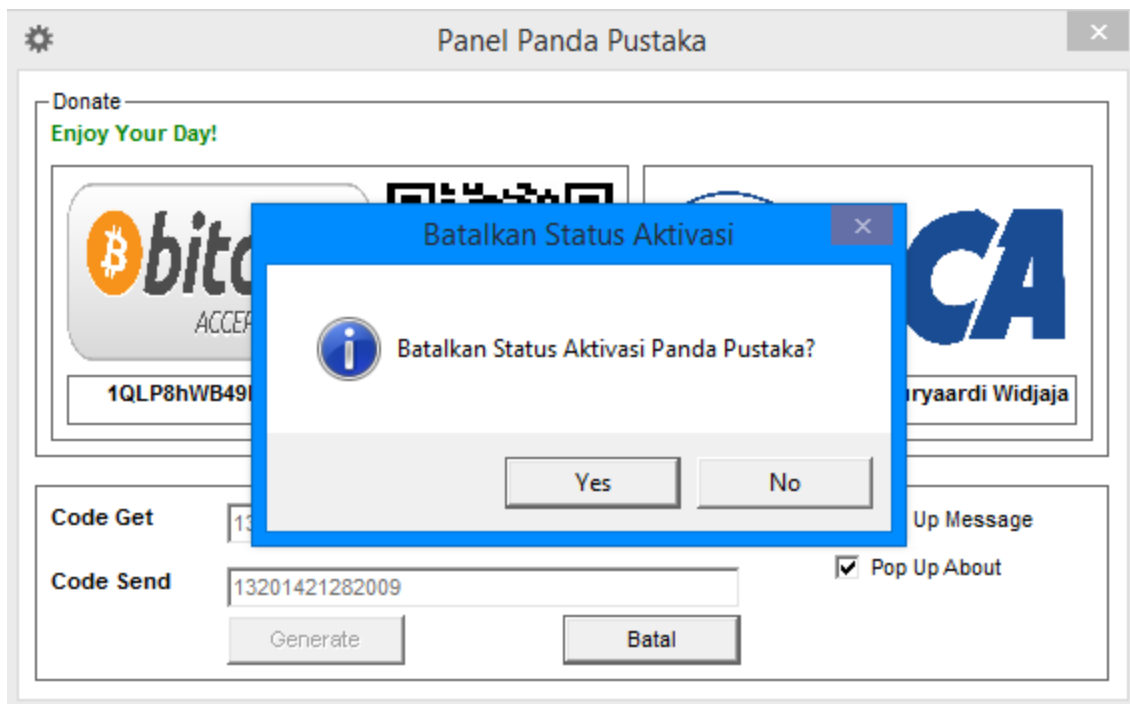 Panel Panda Pustaka
Donate
Enjoy Your Day!
Batalkan Status Aktivasi
Batalkan Status Aktivasi Panda Pustaka?
Yes No
Widjaja
Code Get
Up Message
Code Send 13201421282009
Pop Up About
Generate Batal